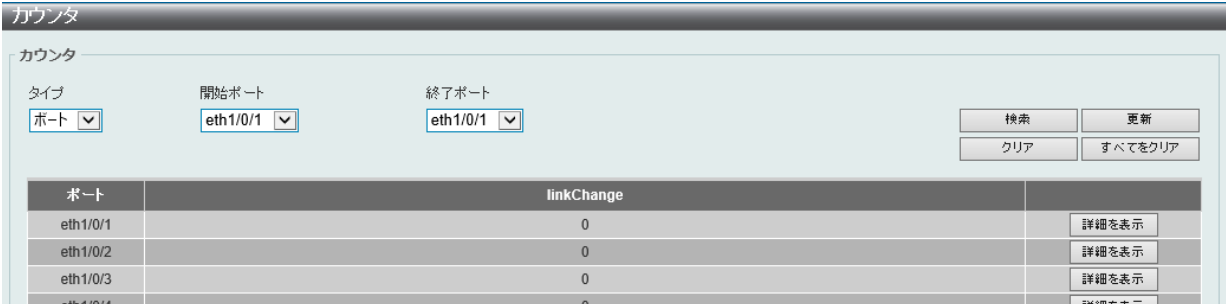 カウンタ
カウンタ
タイプ 開始ポート 終了ポート
ポート eth1/0/1 eth1/0/1
検索 更新
クリア すべてをクリア
ポート linkChange
eth1/0/1 0 詳細を表示
eth1/0/2 0 詳細を表示
eth1/0/3 0 詳細を表示